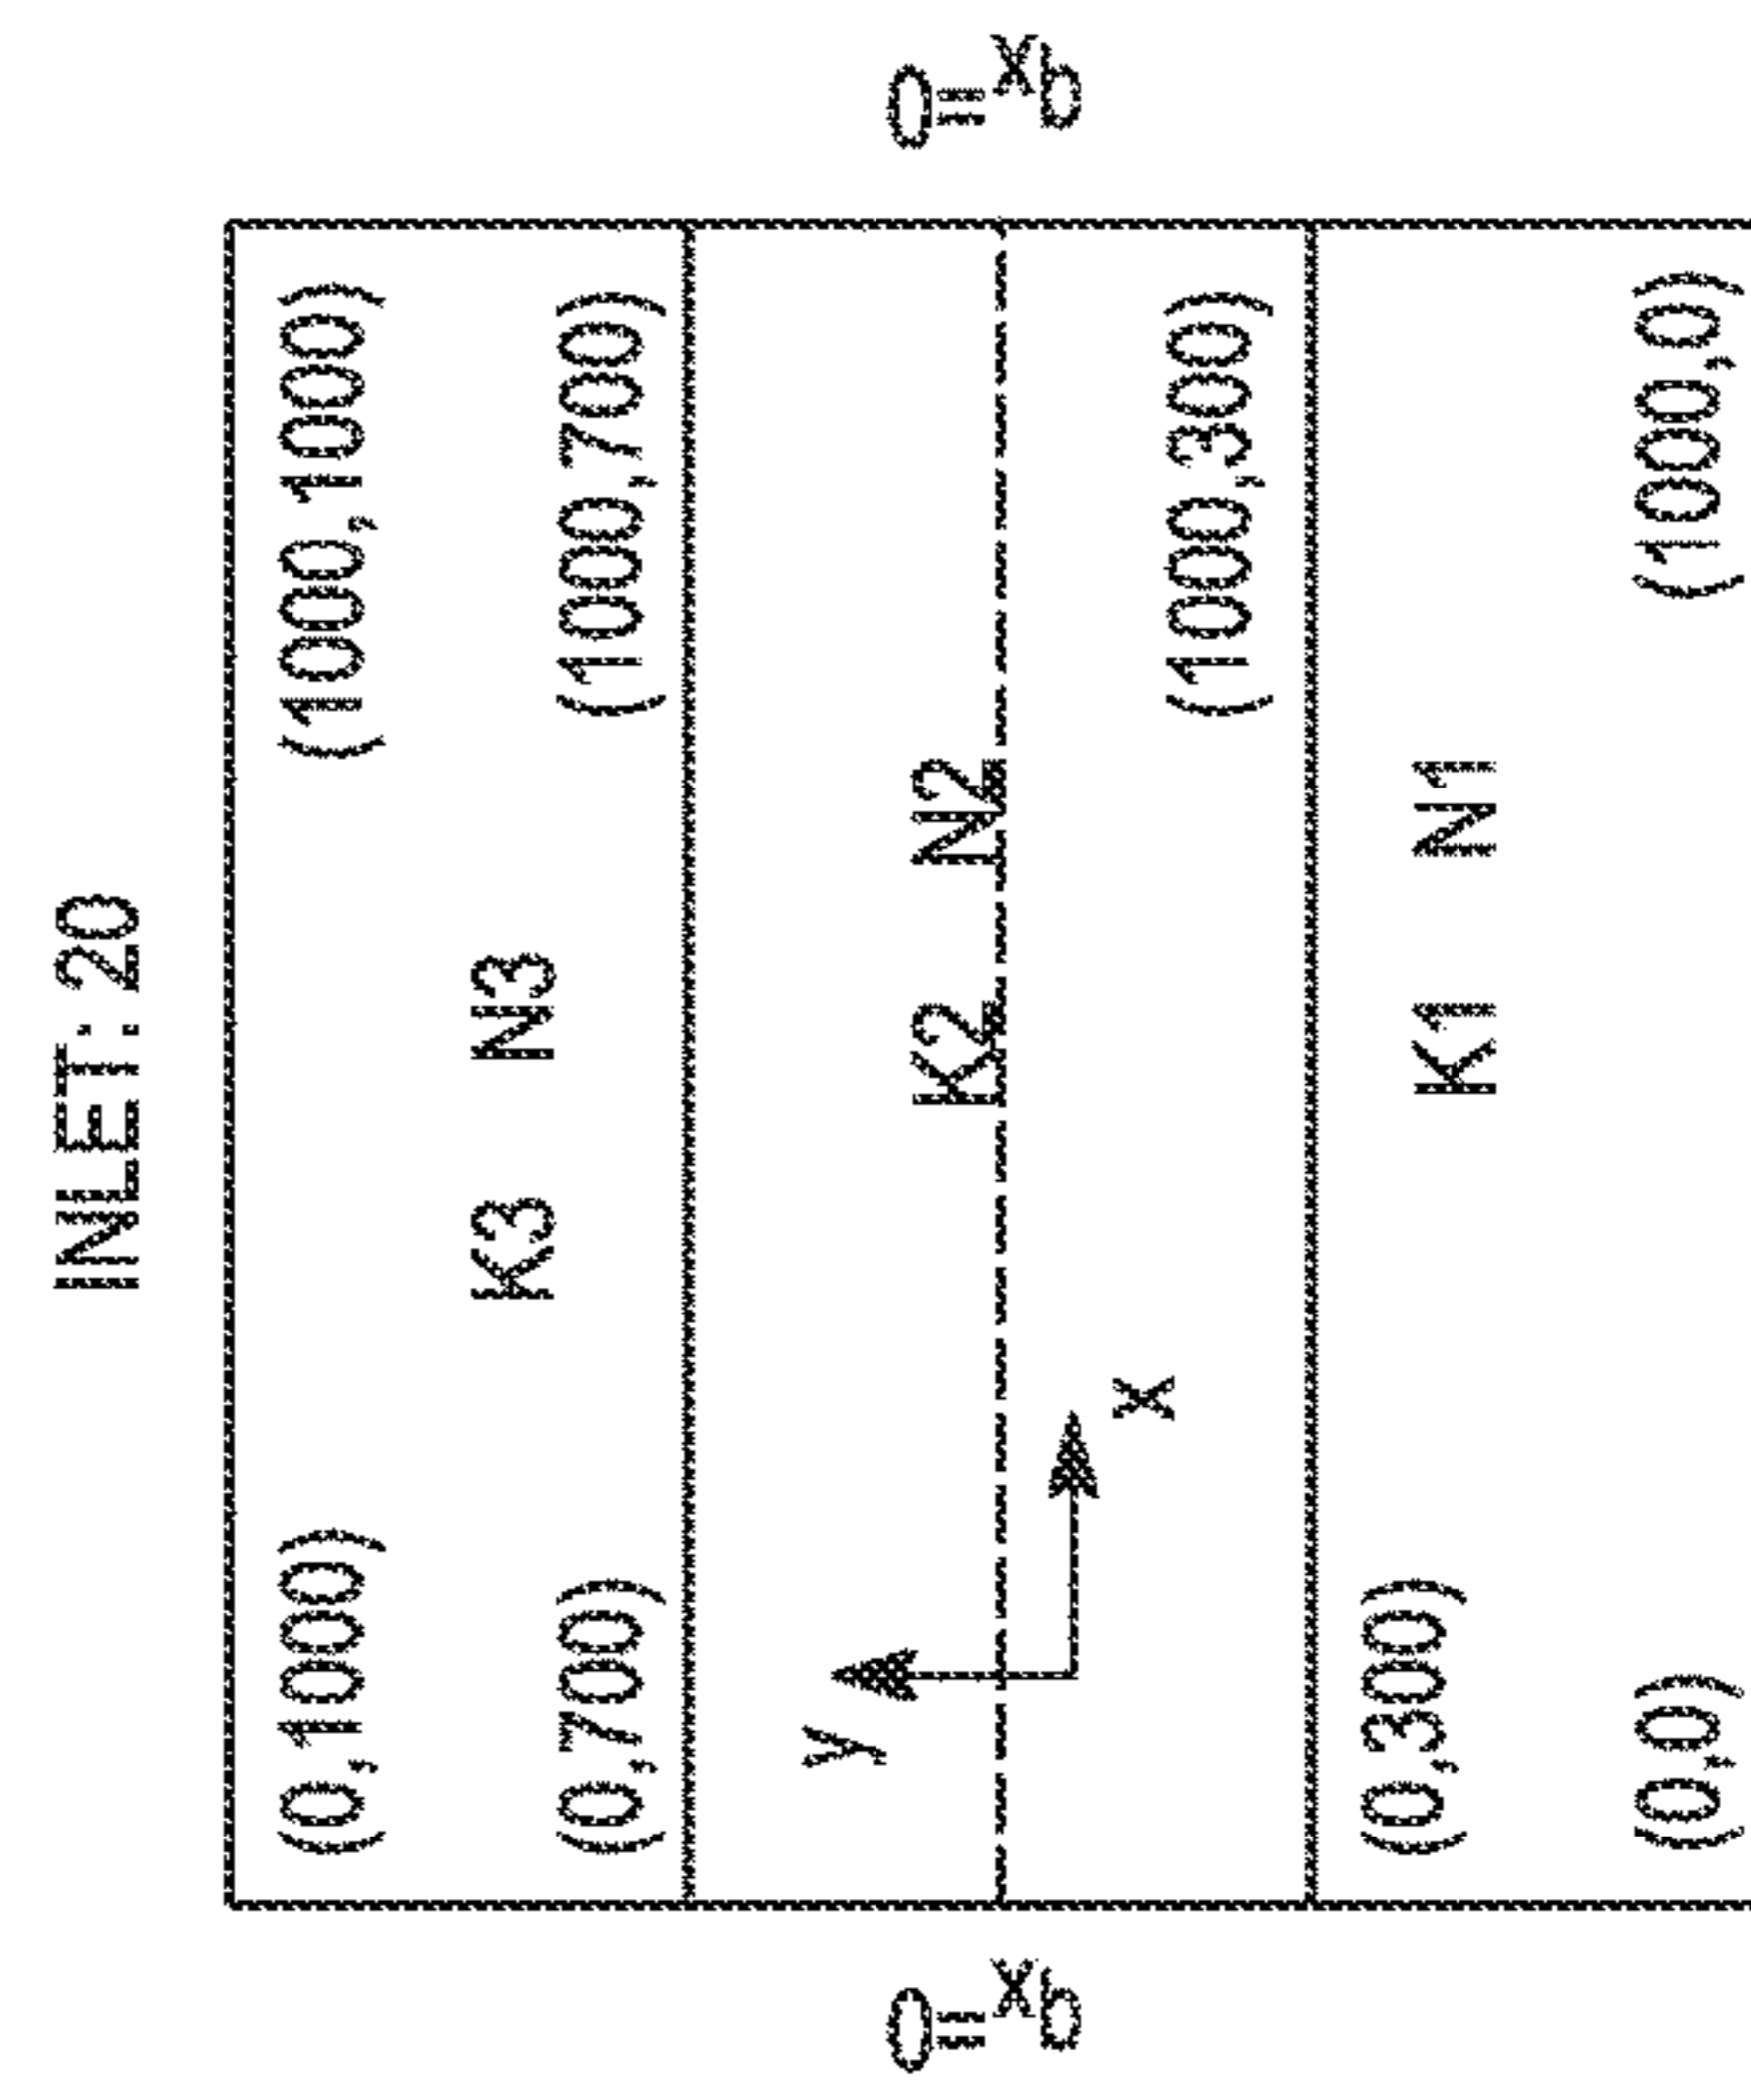 INLET: 20
(0,1000) (1000,1000)
K3 N3
(0,700) (1000,700)
y
qx=0
K2 N2
qx=0
x
(1000,300)
(0,300)
K1 N1
(0,0) (1000,0)